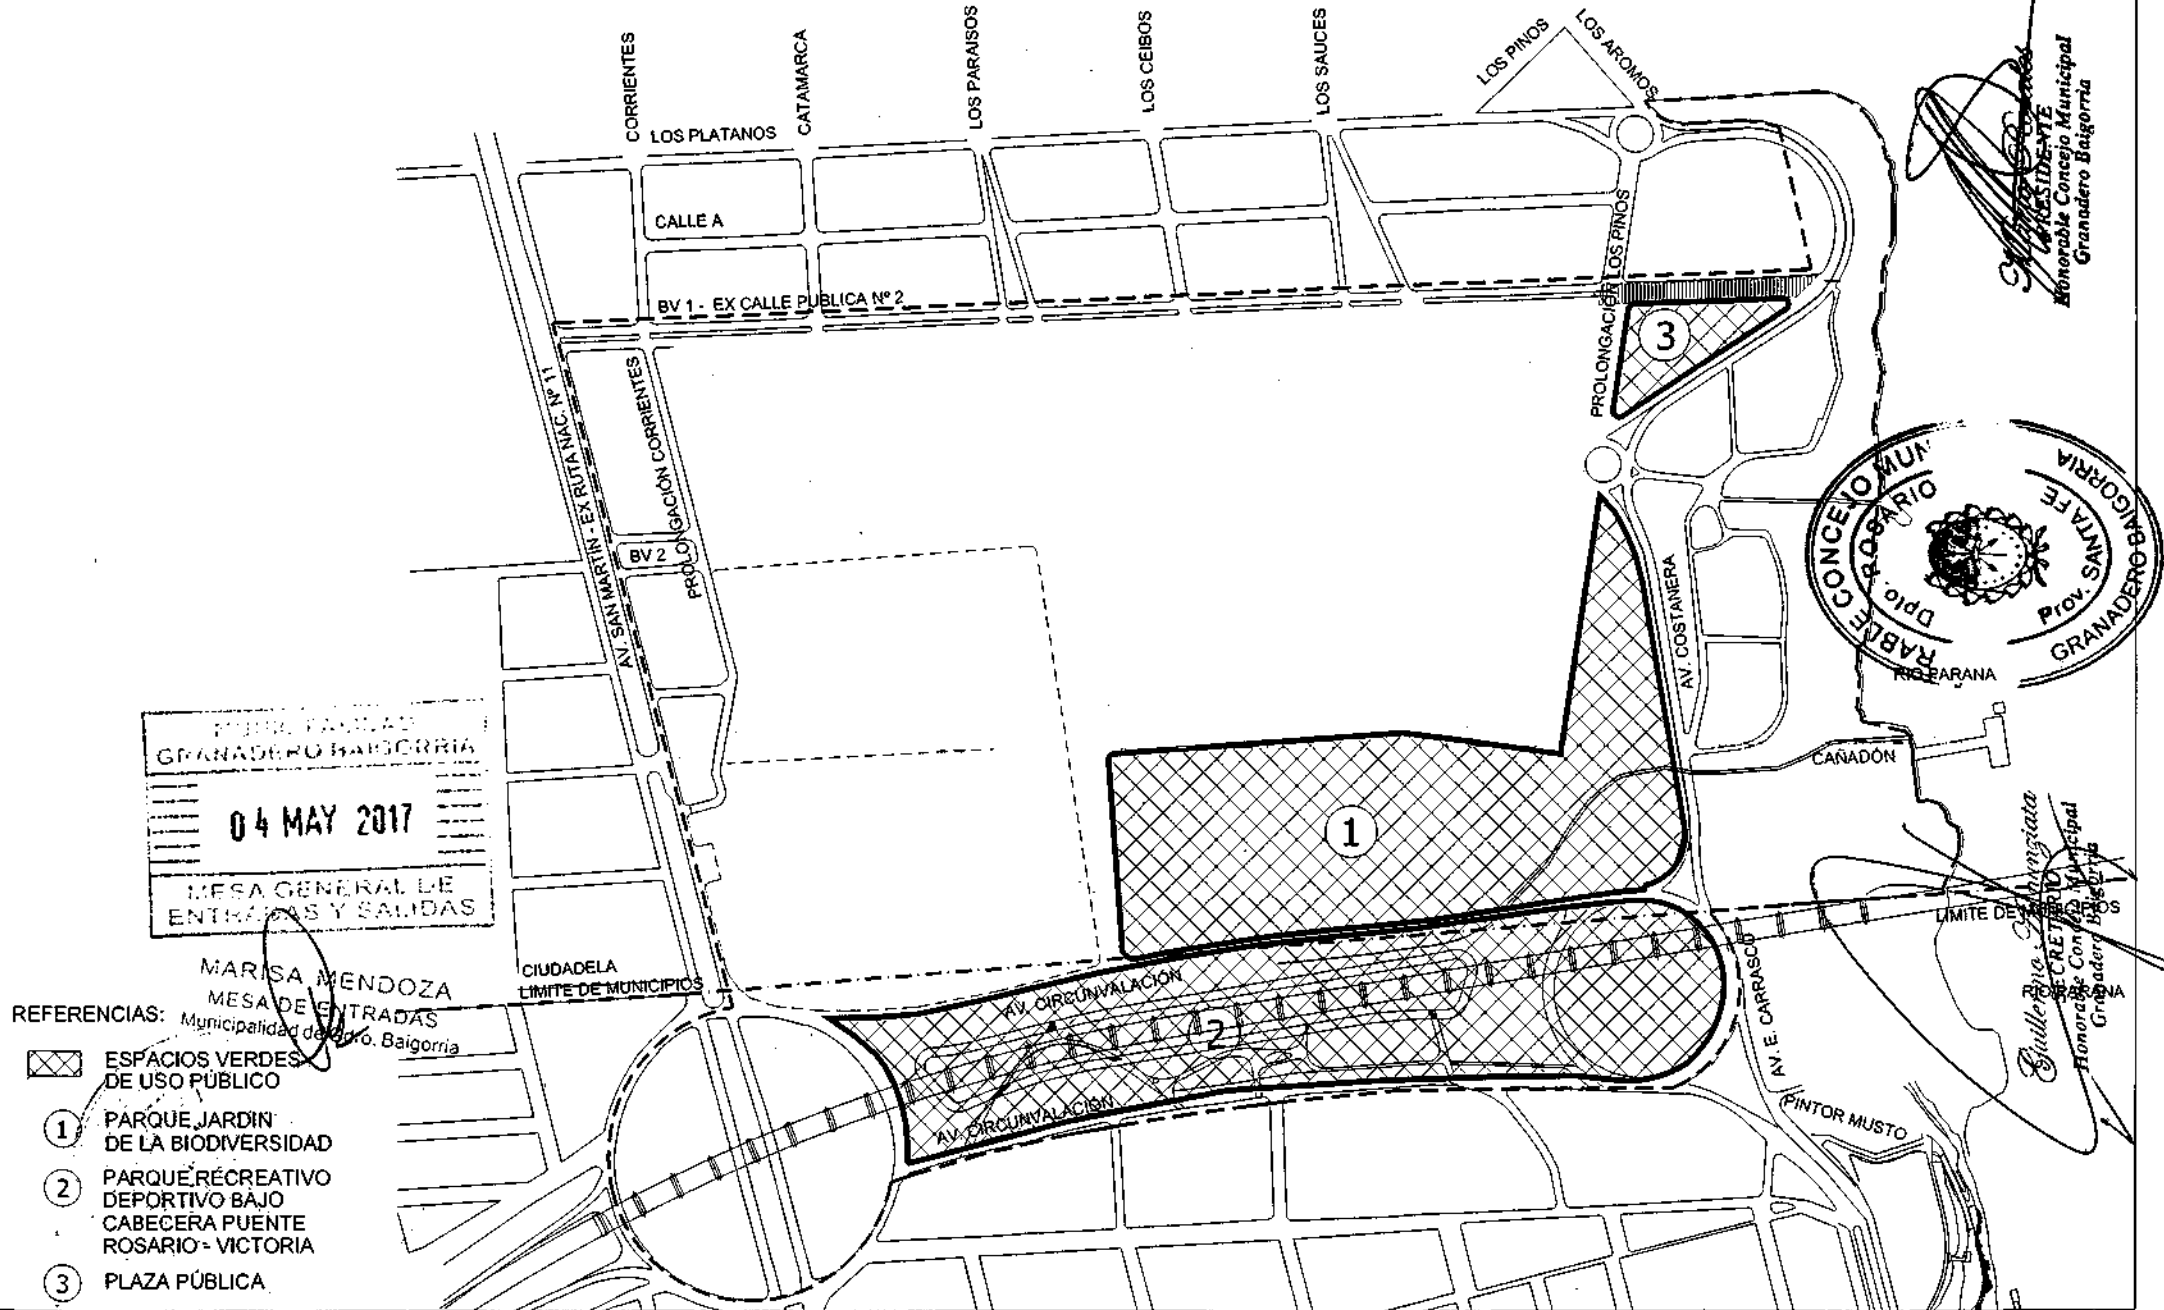 CORRIENTES
CATAMARCA
LOS PARAISOS
LOS CEIBOS
LOS SAUCES
LOS PINOS
LOS AROMOS
LOS PLATANOS
CALLE A
BV 1 - EX CALLE PUBLICA Nº 2
PROLONGACIÓN LOS PINOS
3
AV. SAN MARTIN - EX RUTA NAC. Nº 11
PROLONGACIÓN CORRIENTES
BV 2
AV. COSTANERA
1
CAÑADÓN
RIO PARANA
LIMITE DE MUNICIPIOS
RIO PARANA
CIUDADELA
LIMITE DE MUNICIPIOS
AV. CIRCUNVALACIÓN
2
AV. CIRCUNVALACIÓN
AV. E. CARRASCO
PINTOR MUSTO
PRESIDENTE
Honorable Concejo Municipal
Granadero Baigorria
RABLE CONCEJO MUN
GRANADERO BAIGORRIA
Dpto ROSARIO
Prov. SANTA FE
GRANADERO BAIGORRIA
Guillermo
SECRETARIO
Honorable Concejo Municipal
Granadero Baigorria
GRANADERO BAIGORRIA
04 MAY 2017
MESA GENERAL DE
ENTRADAS Y SALIDAS
MARISA MENDOZA
MESA DE ENTRADAS
Municipalidad de Gdro. Baigorria
REFERENCIAS:
ESPACIOS VERDES
DE USO PÚBLICO
1 PARQUE JARDIN
DE LA BIODIVERSIDAD
2 PARQUE RECREATIVO
DEPORTIVO BAJO
CABECERA PUENTE
ROSARIO - VICTORIA
3 PLAZA PÚBLICA